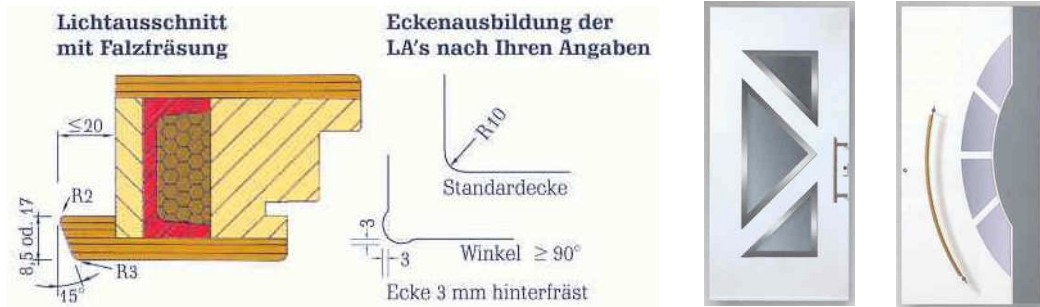 Lichtausschnitt
mit Falzfräsung
≤20
R2
8,5 od. 17
R3
15°
Eckenausbildung der
LA's nach Ihren Angaben
R10
Standardecke
3
3
Winkel ≥ 90°
Ecke 3 mm hinterfräst